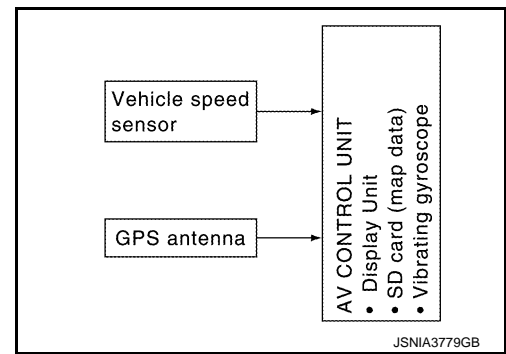 Vehicle speed
sensor
GPS antenna
AV CONTROL UNIT
• Display Unit
• SD card (map data)
• Vibrating gyroscope
JSNIA3779GB